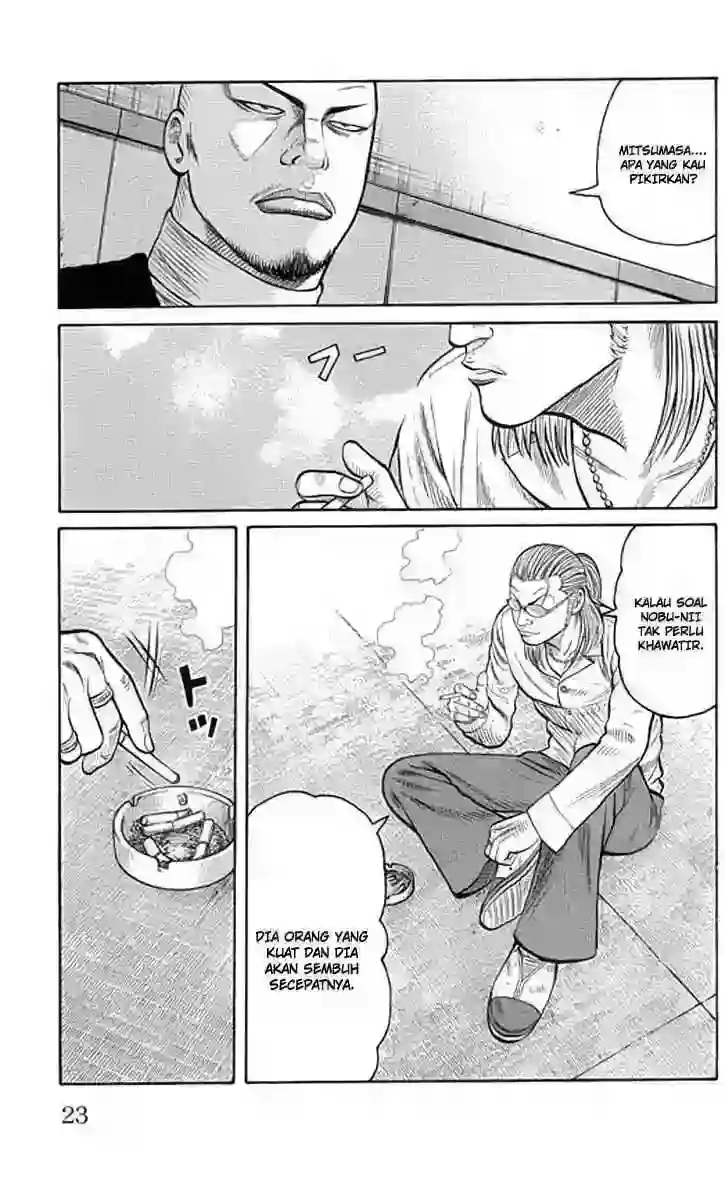 MITSUMASA....
APA YANG KAU
PIKIRKAN?
フー
KALAU SOAL
NOBU-NII
TAK PERLU
KHAWATIR.
DIA ORANG YANG
KUAT DAN DIA
AKAN SEMBUH
SECEPATNYA.
トッ
23